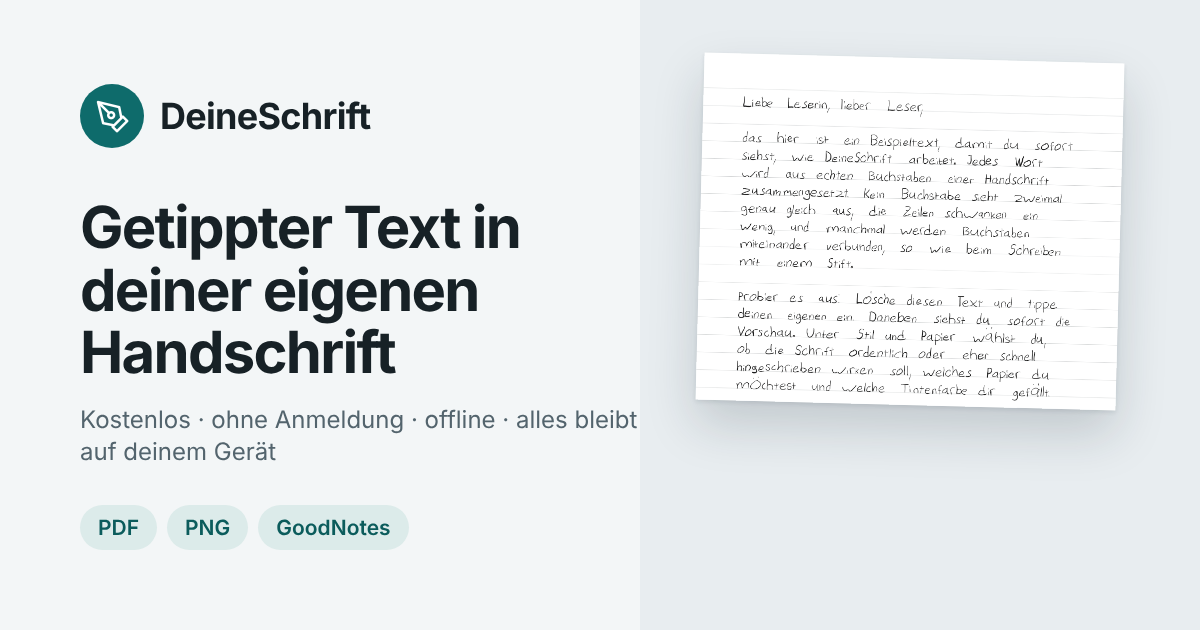 DeineSchrift
Getippter Text in
deiner eigenen
Handschrift
Kostenlos · ohne Anmeldung · offline · alles bleibt
auf deinem Gerät
PDF PNG GoodNotes
Liebe Leserin, lieber Leser,
das hier ist ein Beispieltext, damit du sofort
siehst, wie DeineSchrift arbeitet. Jedes Wort
wird aus echten Buchstaben einer Handschrift
zusammengesetzt. Kein Buchstabe sieht zweimal
genau gleich aus, die Zeilen schwanken ein
wenig, und manchmal werden Buchstaben
miteinander verbunden, so wie beim Schreiben
mit einem Stift.
Probier es aus. Lösche diesen Text und tippe
deinen eigenen ein. Daneben siehst du sofort die
Vorschau. Unter Stil und Papier wählst du,
ob die Schrift ordentlich oder eher schnell
hingeschrieben wirken soll, welches Papier du
möchtest und welche Tintenfarbe dir gefällt.